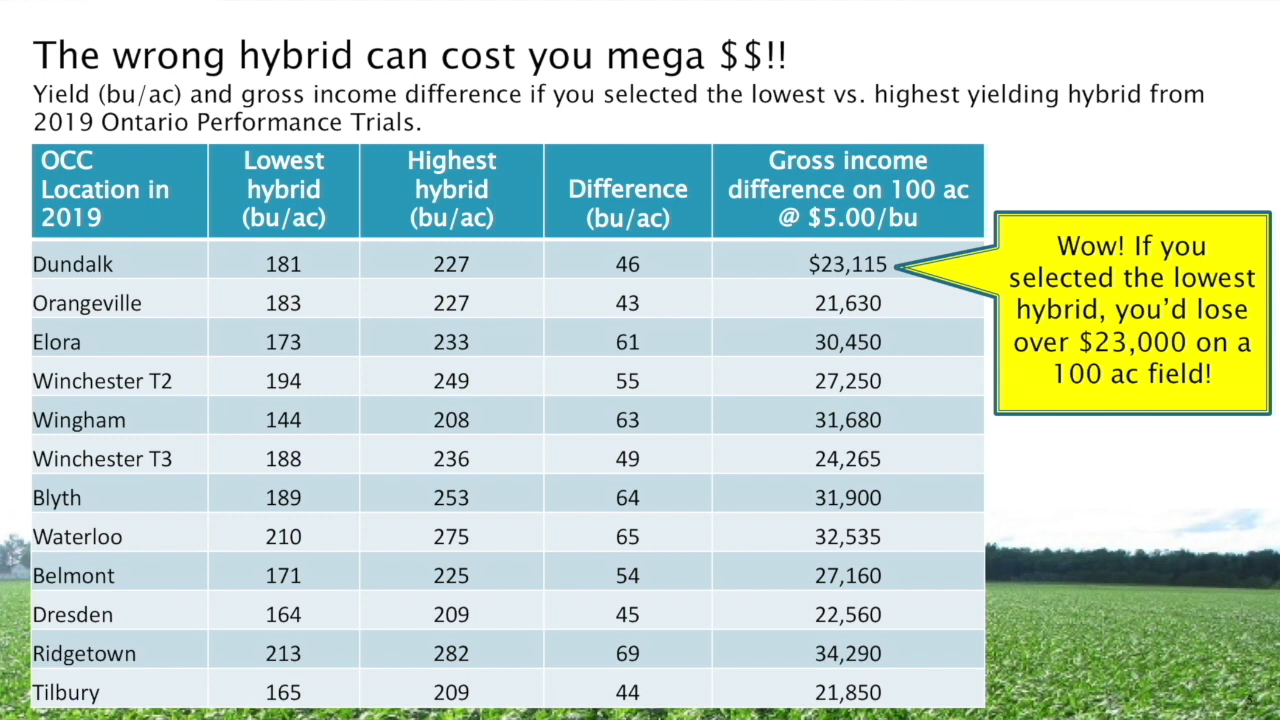 The wrong hybrid can cost you mega $$!!
Yield (bu/ac) and gross income difference if you selected the lowest vs. highest yielding hybrid from
2019 Ontario Performance Trials.
OCC Location in 2019 | Lowest hybrid (bu/ac) | Highest hybrid (bu/ac) | Difference (bu/ac) | Gross income difference on 100 ac @ $5.00/bu
Dundalk 181 227 46 $23,115
Orangeville 183 227 43 21,630
Elora 173 233 61 30,450
Winchester T2 194 249 55 27,250
Wingham 144 208 63 31,680
Winchester T3 188 236 49 24,265
Blyth 189 253 64 31,900
Waterloo 210 275 65 32,535
Belmont 171 225 54 27,160
Dresden 164 209 45 22,560
Ridgetown 213 282 69 34,290
Tilbury 165 209 44 21,850
Wow! If you
selected the lowest
hybrid, you'd lose
over $23,000 on a
100 ac field!